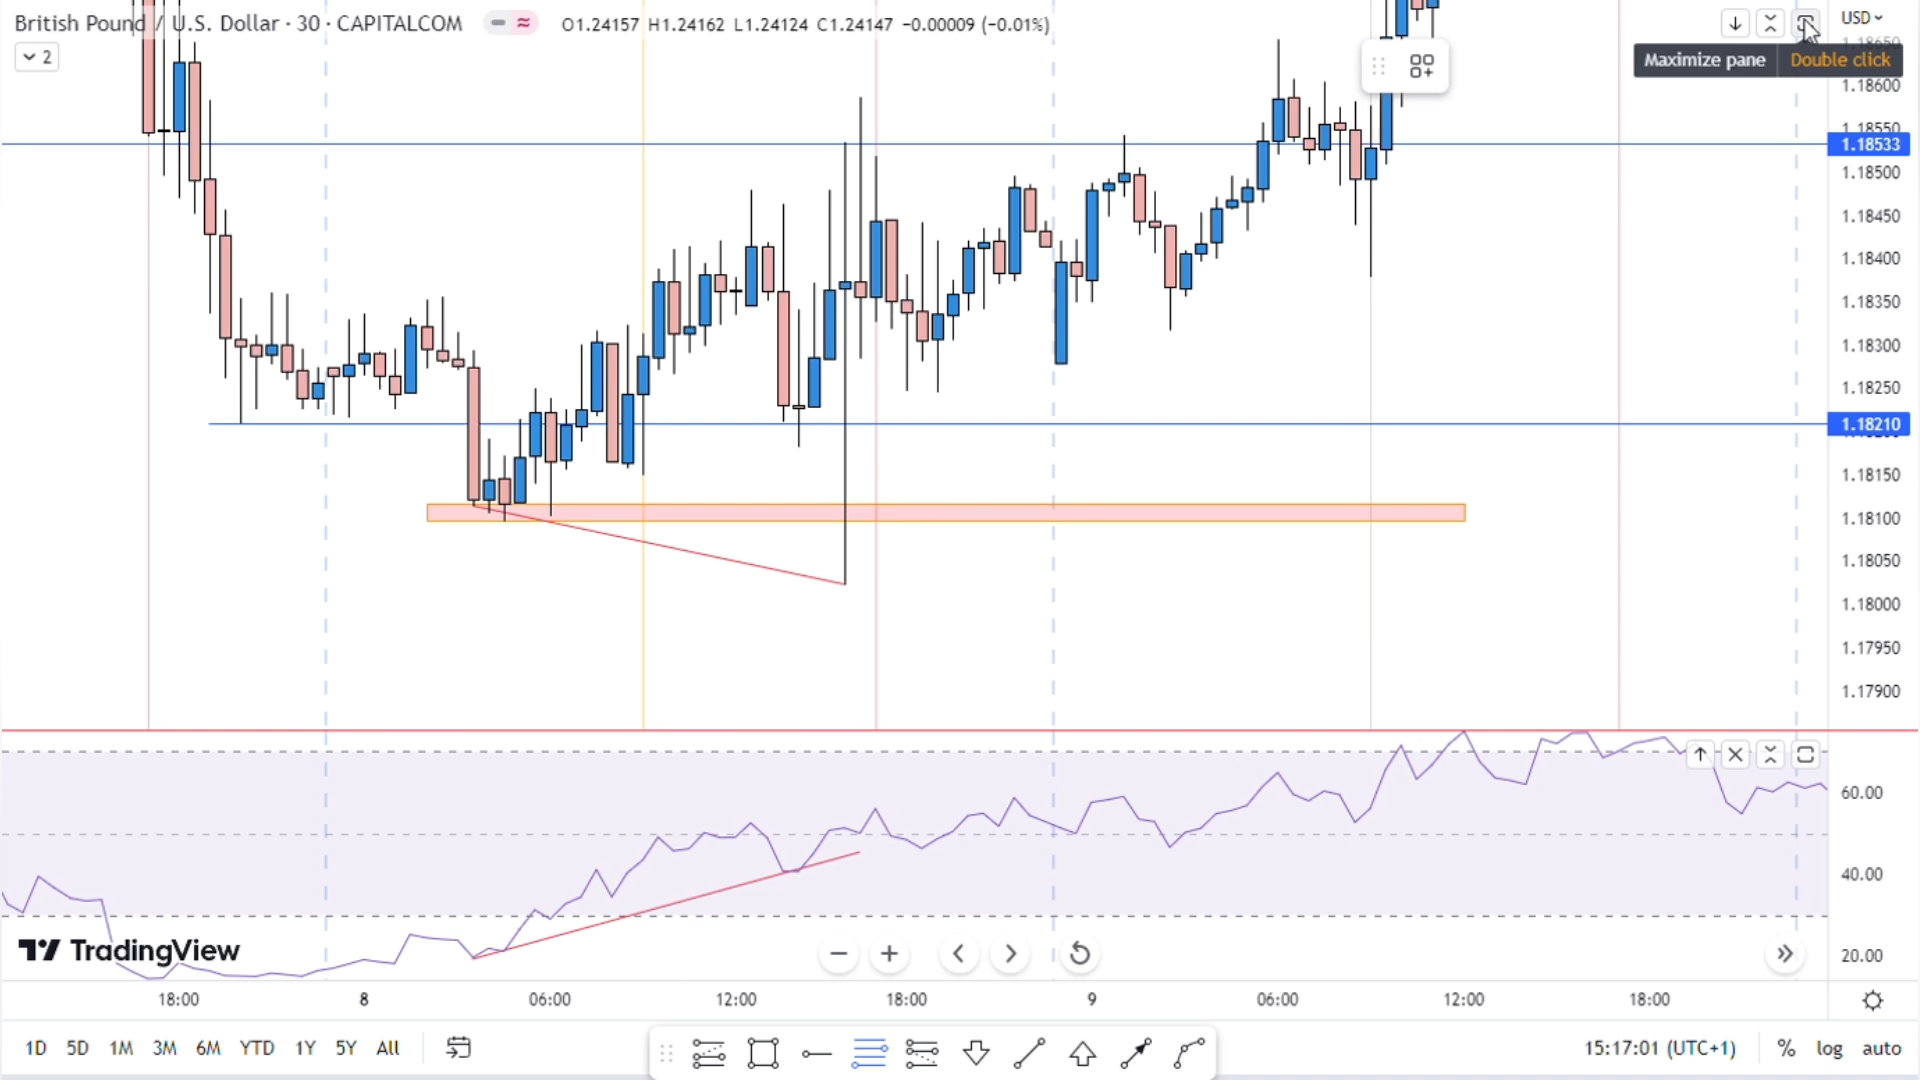 British Pound / U.S. Dollar · 30 · CAPITALCOM
O1.24157 H1.24162 L1.24124 C1.24147 −0.00009 (−0.01%)
2
USD
Maximize pane Double click
1.18650
1.18600
1.18550
1.18533
1.18500
1.18450
1.18400
1.18350
1.18300
1.18250
1.18210
1.18150
1.18100
1.18050
1.18000
1.17950
1.17900
60.00
40.00
20.00
TradingView
18:00 8 06:00 12:00 18:00 9 06:00 12:00 18:00
1D 5D 1M 3M 6M YTD 1Y 5Y All
15:17:01 (UTC+1) % log auto